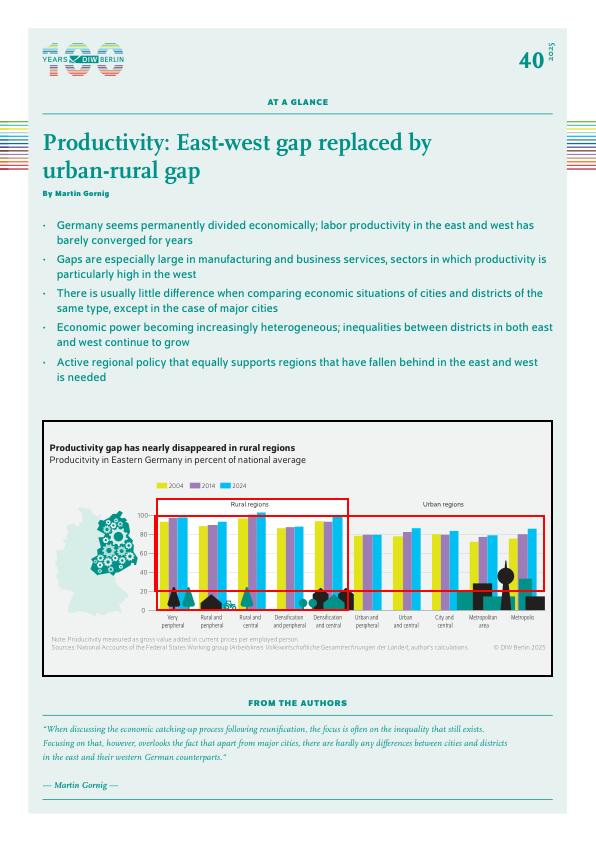 100
YEARS DIW BERLIN
40 2025
AT A GLANCE
Productivity: East-west gap replaced by
urban-rural gap
By Martin Gornig
· Germany seems permanently divided economically; labor productivity in the east and west has
barely converged for years
· Gaps are especially large in manufacturing and business services, sectors in which productivity is
particularly high in the west
· There is usually little difference when comparing economic situations of cities and districts of the
same type, except in the case of major cities
· Economic power becoming increasingly heterogeneous; inequalities between districts in both east
and west continue to grow
· Active regional policy that equally supports regions that have fallen behind in the east and west
is needed
Productivity gap has nearly disappeared in rural regions
Producitvity in Eastern Germany in percent of national average
2004 2014 2024
Rural regions Urban regions
100
80
60
40
20
0
Very Rural and Rural and Densification Densification Urban and Urban City and Metropolitan Metropolis
peripheral peripheral central and peripheral and central peripheral and central central area
Note: Productivity measured as gross value added in current prices per employed person.
Sources: National Accounts of the Federal States Working group (Arbeitskreis Volkswirtschaftliche Gesamtrechnungen der Länder), author's calculations. © DIW Berlin 2025
FROM THE AUTHORS
“When discussing the economic catching-up process following reunification, the focus is often on the inequality that still exists.
Focusing on that, however, overlooks the fact that apart from major cities, there are hardly any differences between cities and districts
in the east and their western German counterparts.“
— Martin Gornig —